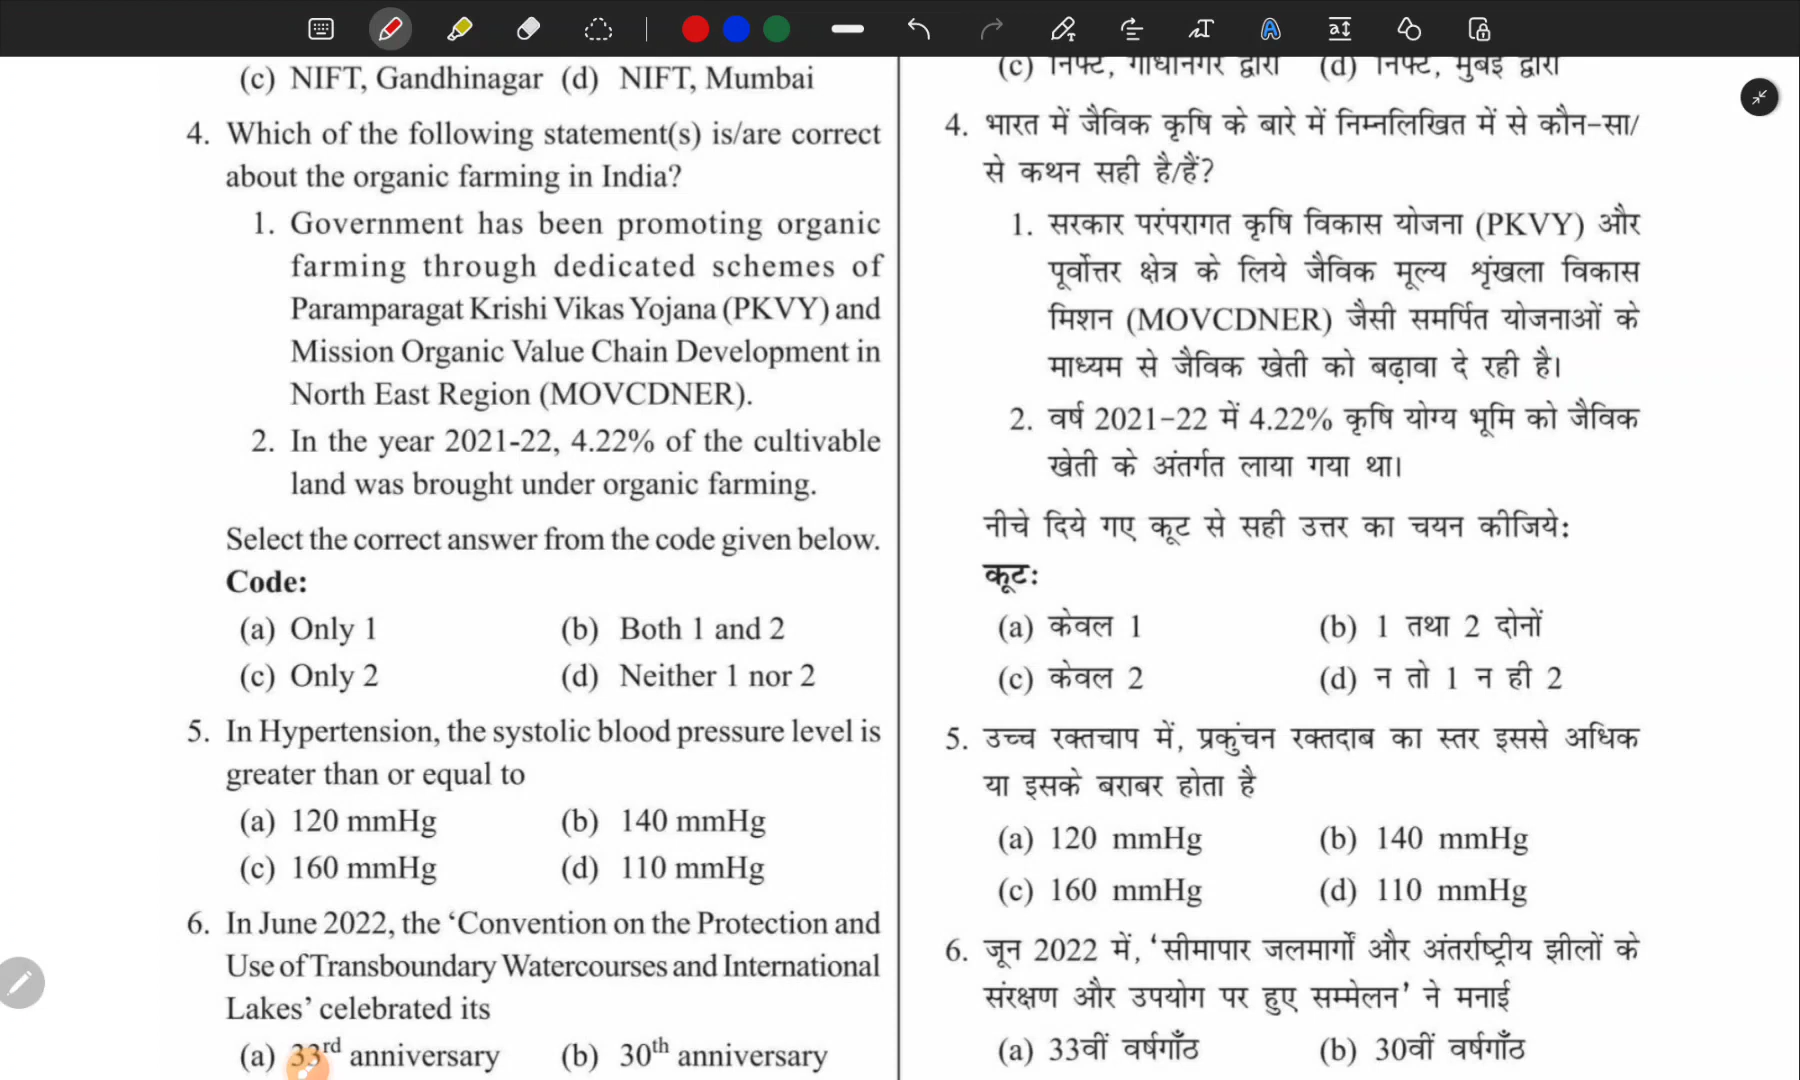 (c) NIFT, Gandhinagar (d) NIFT, Mumbai
4. Which of the following statement(s) is/are correct
about the organic farming in India?
1. Government has been promoting organic
farming through dedicated schemes of
Paramparagat Krishi Vikas Yojana (PKVY) and
Mission Organic Value Chain Development in
North East Region (MOVCDNER).
2. In the year 2021-22, 4.22% of the cultivable
land was brought under organic farming.
Select the correct answer from the code given below.
Code:
(a) Only 1 (b) Both 1 and 2
(c) Only 2 (d) Neither 1 nor 2
5. In Hypertension, the systolic blood pressure level is
greater than or equal to
(a) 120 mmHg (b) 140 mmHg
(c) 160 mmHg (d) 110 mmHg
6. In June 2022, the ‘Convention on the Protection and
Use of Transboundary Watercourses and International
Lakes’ celebrated its
(a) 33rd anniversary (b) 30th anniversary
(c) निफ्ट, गांधीनगर द्वारा (d) निफ्ट, मुंबई द्वारा
4. भारत में जैविक कृषि के बारे में निम्नलिखित में से कौन-सा/
से कथन सही है/हैं?
1. सरकार परंपरागत कृषि विकास योजना (PKVY) और
पूर्वोत्तर क्षेत्र के लिये जैविक मूल्य शृंखला विकास
मिशन (MOVCDNER) जैसी समर्पित योजनाओं के
माध्यम से जैविक खेती को बढ़ावा दे रही है।
2. वर्ष 2021-22 में 4.22% कृषि योग्य भूमि को जैविक
खेती के अंतर्गत लाया गया था।
नीचे दिये गए कूट से सही उत्तर का चयन कीजिये:
कूट:
(a) केवल 1 (b) 1 तथा 2 दोनों
(c) केवल 2 (d) न तो 1 न ही 2
5. उच्च रक्तचाप में, प्रकुंचन रक्तदाब का स्तर इससे अधिक
या इसके बराबर होता है
(a) 120 mmHg (b) 140 mmHg
(c) 160 mmHg (d) 110 mmHg
6. जून 2022 में, ‘सीमापार जलमार्गों और अंतर्राष्ट्रीय झीलों के
संरक्षण और उपयोग पर हुए सम्मेलन’ ने मनाई
(a) 33वीं वर्षगाँठ (b) 30वीं वर्षगाँठ